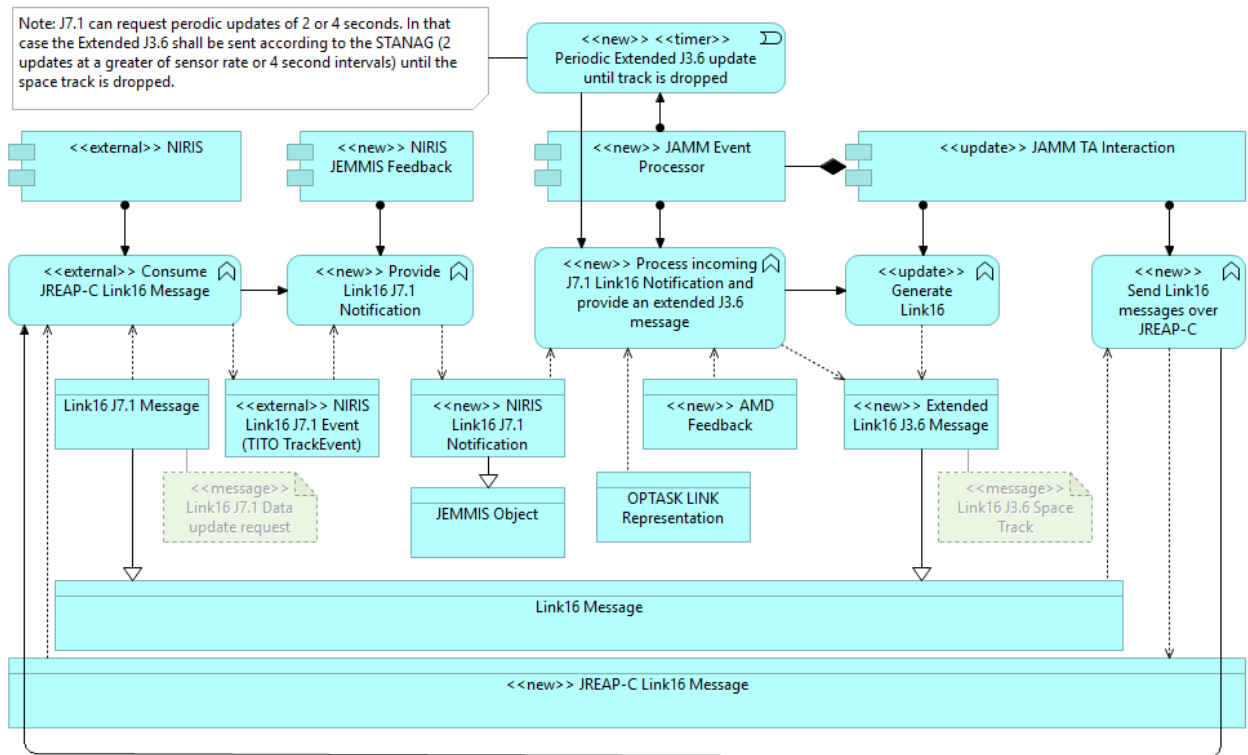 Note: J7.1 can request perodic updates of 2 or 4 seconds. In that
case the Extended J3.6 shall be sent according to the STANAG (2
updates at a greater of sensor rate or 4 second intervals) until the
space track is dropped.
<<new>> <<timer>>
Periodic Extended J3.6 update
until track is dropped
<<external>> NIRIS
<<new>> NIRIS
JEMMIS Feedback
<<new>> JAMM Event
Processor
<<update>> JAMM TA Interaction
<<external>> Consume
JREAP-C Link16 Message
<<new>> Provide
Link16 J7.1
Notification
<<new>> Process incoming
J7.1 Link16 Notification and
provide an extended J3.6
message
<<update>>
Generate
Link16
<<new>>
Send Link16
messages over
JREAP-C
Link16 J7.1 Message
<<external>> NIRIS
Link16 J7.1 Event
(TITO TrackEvent)
<<new>> NIRIS
Link16 J7.1
Notification
<<new>> AMD
Feedback
<<new>> Extended
Link16 J3.6 Message
<<message>>
Link16 J7.1 Data
update request
JEMMIS Object
OPTASK LINK
Representation
<<message>>
Link16 J3.6 Space
Track
Link16 Message
<<new>> JREAP-C Link16 Message